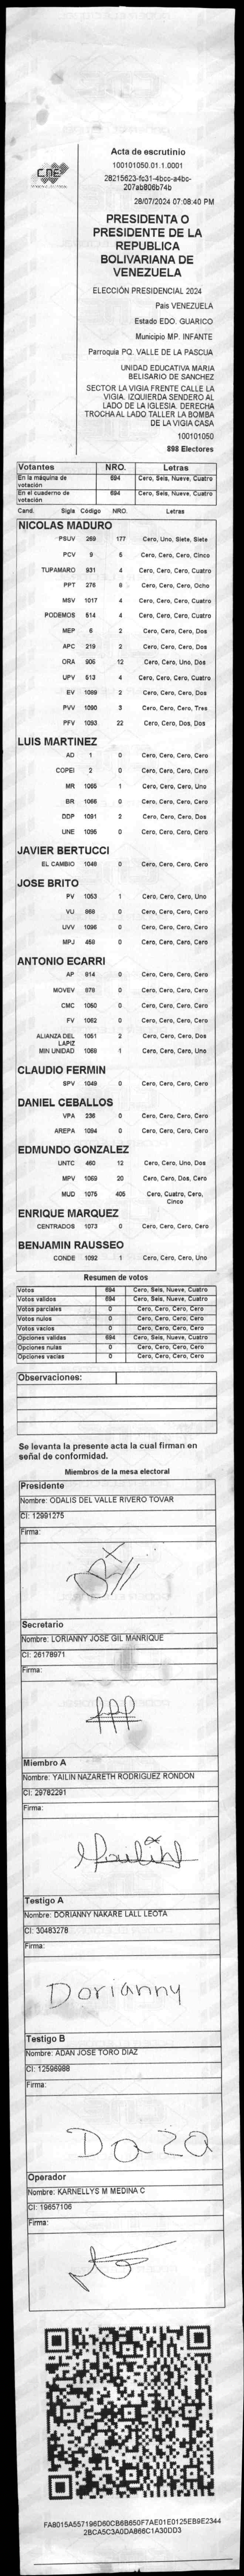 CNE
Acta de escrutinio
100101050.01.1.0001
28215623-fc31-4bcc-a4bc-
207ab806b74b
28/07/2024 07:08:40 PM
PRESIDENTA O
PRESIDENTE DE LA
REPUBLICA
BOLIVARIANA DE
VENEZUELA
ELECCIÓN PRESIDENCIAL 2024
País VENEZUELA
Estado EDO. GUARICO
Municipio MP. INFANTE
Parroquia PQ. VALLE DE LA PASCUA
UNIDAD EDUCATIVA MARIA
BELISARIO DE SANCHEZ
SECTOR LA VIGIA FRENTE CALLE LA
VIGIA. IZQUIERDA SENDERO AL
LADO DE LA IGLESIA. DERECHA
TROCHA AL LADO TALLER LA BOMBA
DE LA VIGIA CASA
100101050
898 Electores
Votantes NRO. Letras
En la máquina de votación 694 Cero, Seis, Nueve, Cuatro
En el cuaderno de votación 694 Cero, Seis, Nueve, Cuatro
Cand. Sigla Código NRO. Letras
NICOLAS MADURO
PSUV 269 177 Cero, Uno, Siete, Siete
PCV 9 5 Cero, Cero, Cero, Cinco
TUPAMARO 931 4 Cero, Cero, Cero, Cuatro
PPT 276 8 Cero, Cero, Cero, Ocho
MSV 1017 4 Cero, Cero, Cero, Cuatro
PODEMOS 514 4 Cero, Cero, Cero, Cuatro
MEP 6 2 Cero, Cero, Cero, Dos
APC 219 2 Cero, Cero, Cero, Dos
ORA 906 12 Cero, Cero, Uno, Dos
UPV 513 4 Cero, Cero, Cero, Cuatro
EV 1099 2 Cero, Cero, Cero, Dos
PVV 1090 3 Cero, Cero, Cero, Tres
PFV 1093 22 Cero, Cero, Dos, Dos
LUIS MARTINEZ
AD 1 0 Cero, Cero, Cero, Cero
COPEI 2 0 Cero, Cero, Cero, Cero
MR 1065 1 Cero, Cero, Cero, Uno
BR 1066 0 Cero, Cero, Cero, Cero
DDP 1091 2 Cero, Cero, Cero, Dos
UNE 1095 0 Cero, Cero, Cero, Cero
JAVIER BERTUCCI
EL CAMBIO 1048 0 Cero, Cero, Cero, Cero
JOSE BRITO
PV 1053 1 Cero, Cero, Cero, Uno
VU 868 0 Cero, Cero, Cero, Cero
UVV 1096 0 Cero, Cero, Cero, Cero
MPJ 458 0 Cero, Cero, Cero, Cero
ANTONIO ECARRI
AP 814 0 Cero, Cero, Cero, Cero
MOVEV 878 0 Cero, Cero, Cero, Cero
CMC 1050 0 Cero, Cero, Cero, Cero
FV 1062 0 Cero, Cero, Cero, Cero
ALIANZA DEL LAPIZ 1051 2 Cero, Cero, Cero, Dos
MIN UNIDAD 1069 1 Cero, Cero, Cero, Uno
CLAUDIO FERMIN
SPV 1049 0 Cero, Cero, Cero, Cero
DANIEL CEBALLOS
VPA 236 0 Cero, Cero, Cero, Cero
AREPA 1094 0 Cero, Cero, Cero, Cero
EDMUNDO GONZALEZ
UNTC 460 12 Cero, Cero, Uno, Dos
MPV 1059 20 Cero, Cero, Dos, Cero
MUD 1075 405 Cero, Cuatro, Cero, Cinco
ENRIQUE MARQUEZ
CENTRADOS 1073 0 Cero, Cero, Cero, Cero
BENJAMIN RAUSSEO
CONDE 1092 1 Cero, Cero, Cero, Uno
Resumen de votos
Votos 694 Cero, Seis, Nueve, Cuatro
Votos validos 694 Cero, Seis, Nueve, Cuatro
Votos parciales 0 Cero, Cero, Cero, Cero
Votos nulos 0 Cero, Cero, Cero, Cero
Votos vacios 0 Cero, Cero, Cero, Cero
Opciones validas 694 Cero, Seis, Nueve, Cuatro
Opciones nulas 0 Cero, Cero, Cero, Cero
Opciones vacias 0 Cero, Cero, Cero, Cero
Observaciones:
Se levanta la presente acta la cual firman en
señal de conformidad.
Miembros de la mesa electoral
Presidente
Nombre: ODALIS DEL VALLE RIVERO TOVAR
CI: 12991275
Firma:
Secretario
Nombre: LORIANNY JOSE GIL MANRIQUE
CI: 26178971
Firma:
Miembro A
Nombre: YAILIN NAZARETH RODRIGUEZ RONDON
CI: 29782291
Firma:
Testigo A
Nombre: DORIANNY NAKARE LALL LEOTA
CI: 30483278
Firma:
Dorianny
Testigo B
Nombre: ADAN JOSE TORO DIAZ
CI: 12596988
Firma:
Operador
Nombre: KARNELLYS M MEDINA C
CI: 19657106
Firma:
FA8015A557196D60CB6B650F7AE01E0125EB9E2344
2BCA5C3A0DA866C1A30DD3